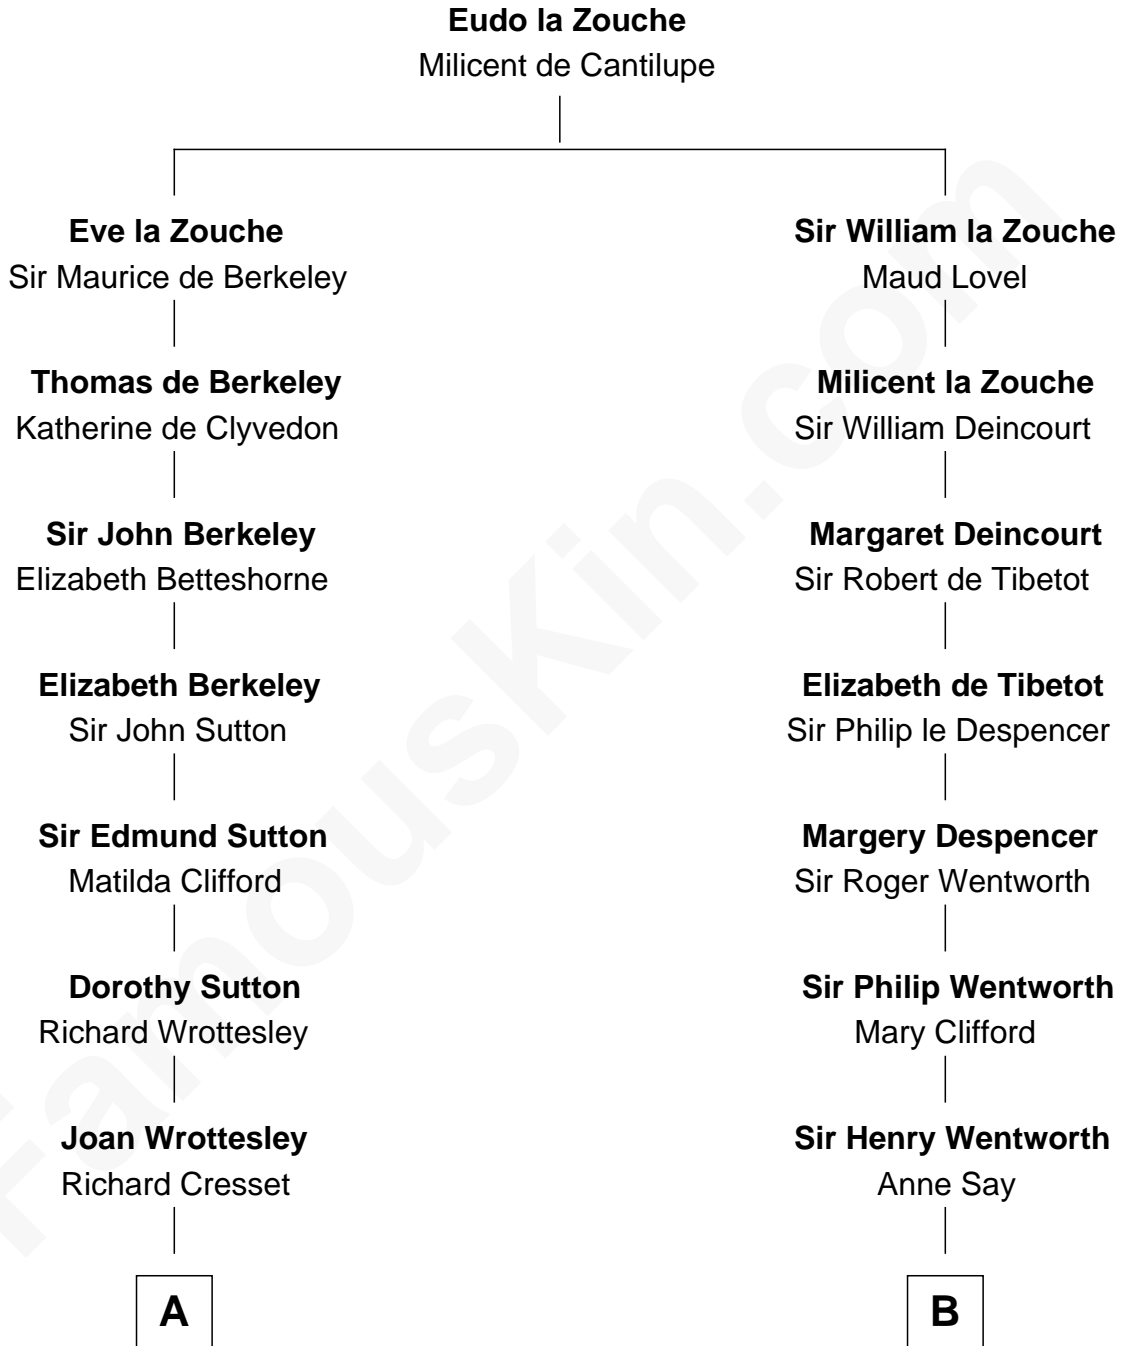 Eudo la Zouche
Milicent de Cantilupe
Eve la Zouche
Sir Maurice de Berkeley
Sir William la Zouche
Maud Lovel
Thomas de Berkeley
Katherine de Clyvedon
Milicent la Zouche
Sir William Deincourt
Sir John Berkeley
Elizabeth Betteshorne
Margaret Deincourt
Sir Robert de Tibetot
Elizabeth Berkeley
Sir John Sutton
Elizabeth de Tibetot
Sir Philip le Despencer
Sir Edmund Sutton
Matilda Clifford
Margery Despencer
Sir Roger Wentworth
Dorothy Sutton
Richard Wrottesley
Sir Philip Wentworth
Mary Clifford
Joan Wrottesley
Richard Cresset
Sir Henry Wentworth
Anne Say
A
B
FamousKin.com